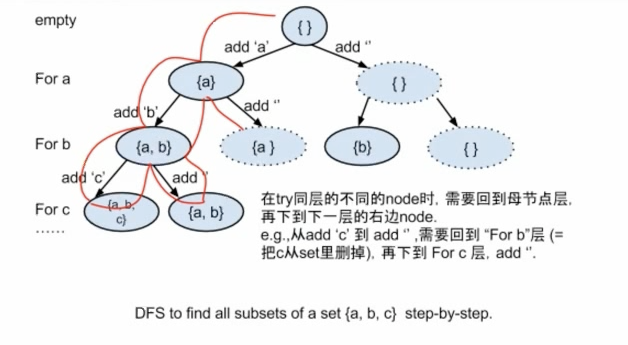 empty
{ }
add 'a'
add ''
For a
{a}
{ }
add 'b'
add ''
For b
{a, b}
{a }
{b}
{ }
add 'c'
add ''
For c
{a, b,
c}
{a, b}
……
在try同层的不同的node时, 需要回到母节点层,
再下到下一层的右边node.
e.g.,从add 'c' 到 add '' ,需要回到 "For b"层 (=
把c从set里删掉), 再下到 For c 层, add ''.
DFS to find all subsets of a set {a, b, c} step-by-step.